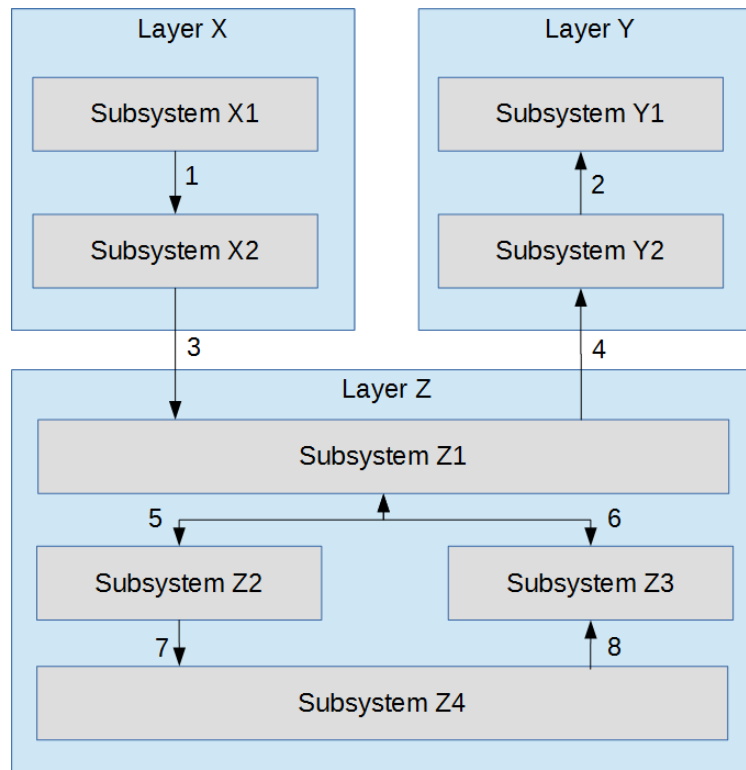 Layer X
Layer Y
Subsystem X1
Subsystem Y1
1
2
Subsystem X2
Subsystem Y2
3
4
Layer Z
Subsystem Z1
5
6
Subsystem Z2
Subsystem Z3
7
8
Subsystem Z4